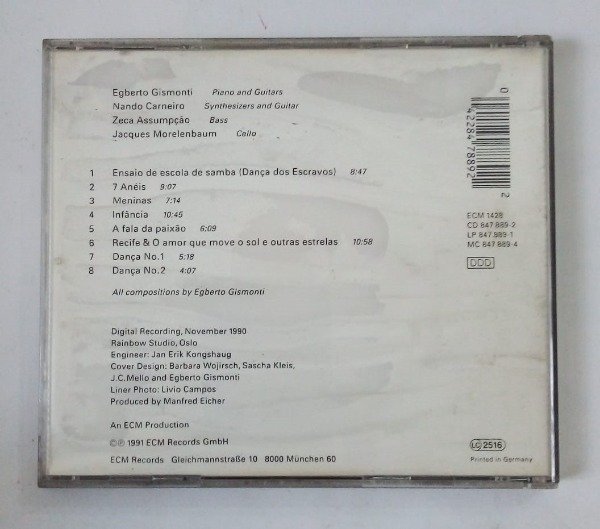 Egberto Gismonti Piano and Guitars
Nando Carneiro Synthesizers and Guitar
Zeca Assumpção Bass
Jacques Morelenbaum Cello
1 Ensaio de escola de samba (Dança dos Escravos) 8:47
2 7 Anéis 9:07
3 Meninas 7:14
4 Infância 10:45
5 A fala da paixão 6:09
6 Recife & O amor que move o sol e outras estrelas 10:58
7 Dança No.1 5:18
8 Dança No.2 4:07
All compositions by Egberto Gismonti
Digital Recording, November 1990
Rainbow Studio, Oslo
Engineer: Jan Erik Kongshaug
Cover Design: Barbara Wojirsch, Sascha Kleis,
J.C.Mello and Egberto Gismonti
Liner Photo: Livio Campos
Produced by Manfred Eicher
An ECM Production
©℗ 1991 ECM Records GmbH
ECM Records Gleichmannstraße 10 8000 München 60
0 42284 78892 2
ECM 1428
CD 847 889-2
LP 847 989-1
MC 847 889-4
DDD
LC 2516
Printed in Germany